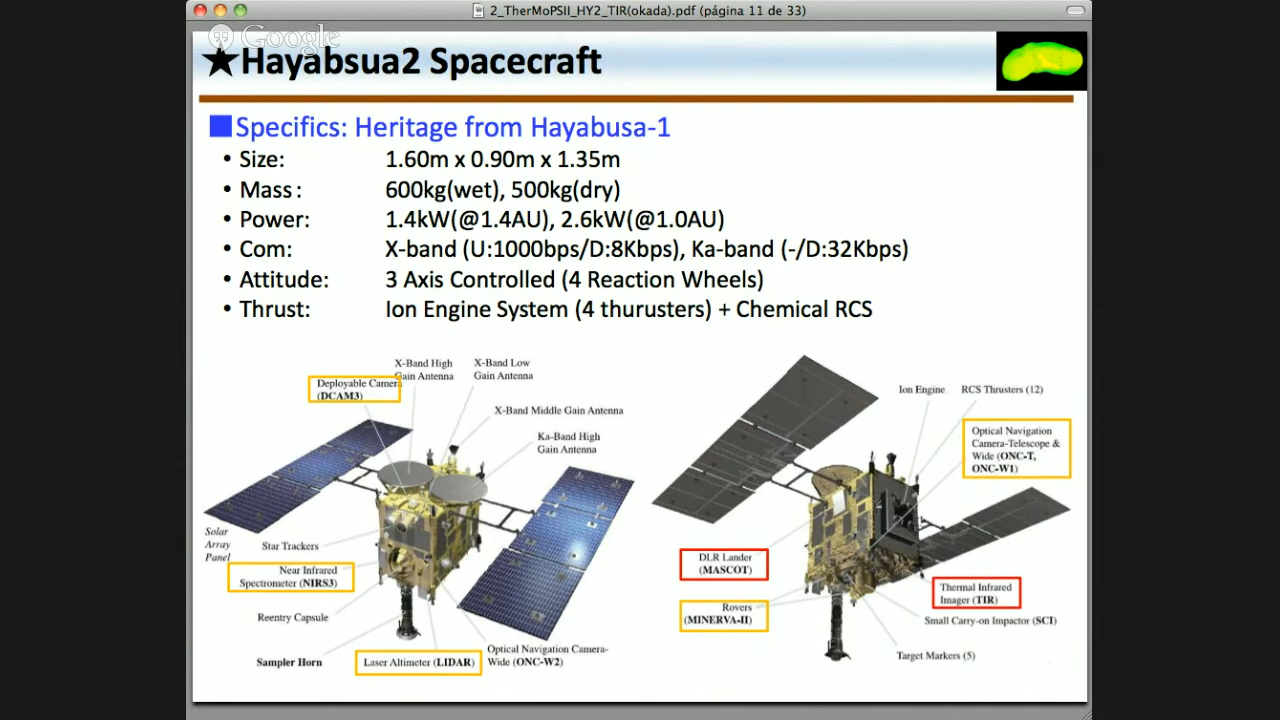 2_TherMoPSII_HY2_TIR(okada).pdf (página 11 de 33)
Google
★Hayabsua2 Spacecraft
■Specifics: Heritage from Hayabusa-1
• Size: 1.60m x 0.90m x 1.35m
• Mass : 600kg(wet), 500kg(dry)
• Power: 1.4kW(@1.4AU), 2.6kW(@1.0AU)
• Com: X-band (U:1000bps/D:8Kbps), Ka-band (-/D:32Kbps)
• Attitude: 3 Axis Controlled (4 Reaction Wheels)
• Thrust: Ion Engine System (4 thurusters) + Chemical RCS
Deployable Camera
(DCAM3)
X-Band High
Gain Antenna
X-Band Low
Gain Antenna
X-Band Middle Gain Antenna
Ka-Band High
Gain Antenna
Solar
Array
Panel
Star Trackers
Near Infrared
Spectrometer (NIRS3)
Reentry Capsule
Sampler Horn
Laser Altimeter (LIDAR)
Optical Navigation Camera-
Wide (ONC-W2)
Ion Engine
RCS Thrusters (12)
Optical Navigation
Camera-Telescope &
Wide (ONC-T,
ONC-W1)
DLR Lander
(MASCOT)
Rovers
(MINERVA-II)
Thermal Infrared
Imager (TIR)
Small Carry-on Impactor (SCI)
Target Markers (5)